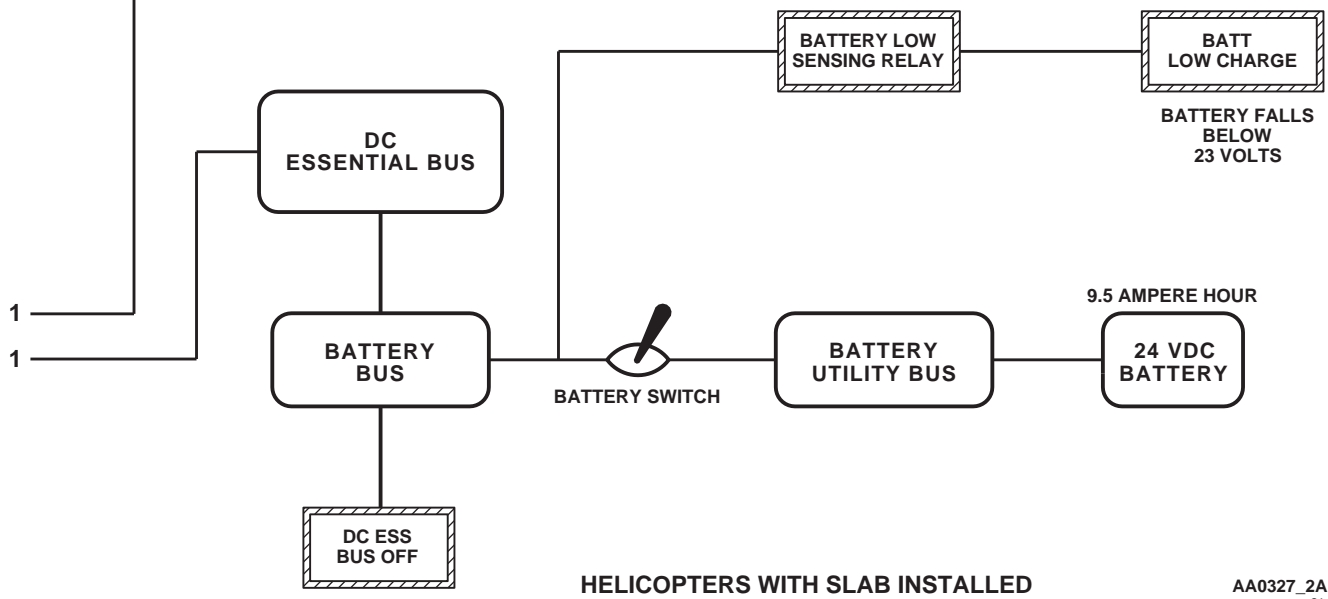 BATTERY LOW
SENSING RELAY
BATT
LOW CHARGE
BATTERY FALLS
BELOW
23 VOLTS
DC
ESSENTIAL BUS
1
1
BATTERY
BUS
BATTERY SWITCH
BATTERY
UTILITY BUS
9.5 AMPERE HOUR
24 VDC
BATTERY
DC ESS
BUS OFF
HELICOPTERS WITH SLAB INSTALLED
AA0327_2A